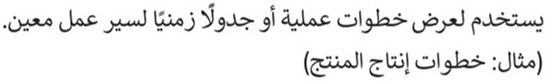 يستخدم لعرض خطوات عملية أو جدولًا زمنيًا لسير عمل معين.
(مثال: خطوات إنتاج المنتج)